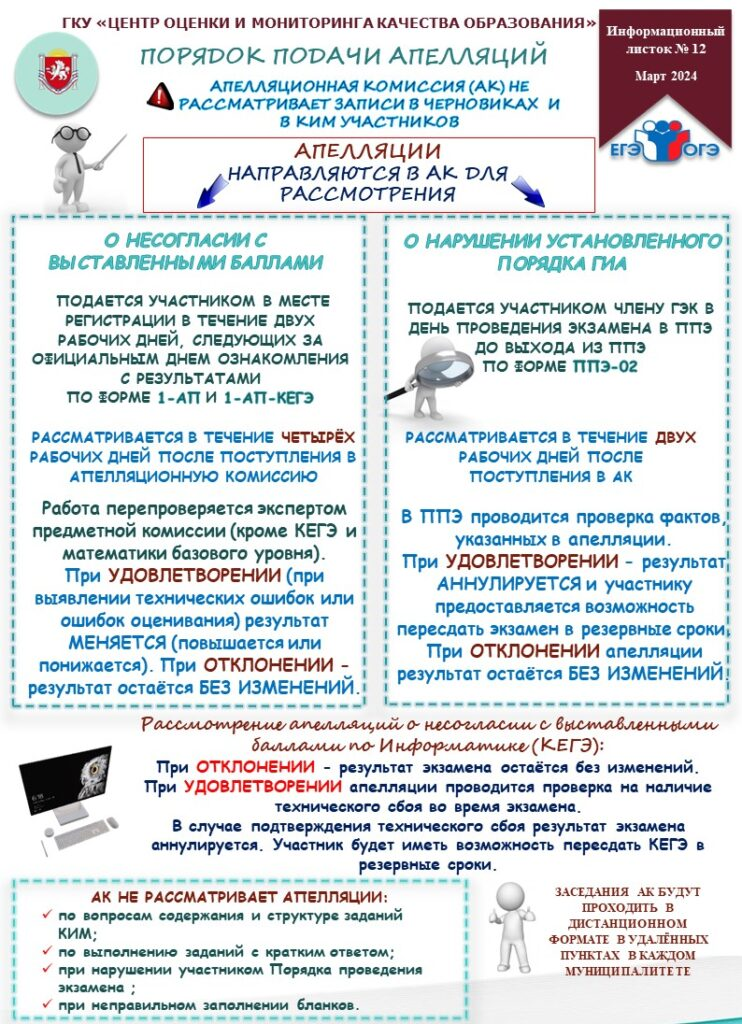 ГКУ «ЦЕНТР ОЦЕНКИ И МОНИТОРИНГА КАЧЕСТВА ОБРАЗОВАНИЯ»
Информационный
листок № 12
Март 2024
ПОРЯДОК ПОДАЧИ АПЕЛЛЯЦИЙ
АПЕЛЛЯЦИОННАЯ КОМИССИЯ (АК) НЕ
РАССМАТРИВАЕТ ЗАПИСИ В ЧЕРНОВИКАХ И
В КИМ УЧАСТНИКОВ
ЕГЭ ОГЭ
АПЕЛЛЯЦИИ
НАПРАВЛЯЮТСЯ В АК ДЛЯ
РАССМОТРЕНИЯ
О НЕСОГЛАСИИ С
ВЫСТАВЛЕННЫМИ БАЛЛАМИ
ПОДАЕТСЯ УЧАСТНИКОМ В МЕСТЕ
РЕГИСТРАЦИИ В ТЕЧЕНИЕ ДВУХ
РАБОЧИХ ДНЕЙ, СЛЕДУЮЩИХ ЗА
ОФИЦИАЛЬНЫМ ДНЕМ ОЗНАКОМЛЕНИЯ
С РЕЗУЛЬТАТАМИ
ПО ФОРМЕ 1-АП И 1-АП-КЕГЭ
РАССМАТРИВАЕТСЯ В ТЕЧЕНИЕ ЧЕТЫРЁХ
РАБОЧИХ ДНЕЙ ПОСЛЕ ПОСТУПЛЕНИЯ В
АПЕЛЛЯЦИОННУЮ КОМИССИЮ
Работа перепроверяется экспертом
предметной комиссии (кроме КЕГЭ и
математики базового уровня).
При УДОВЛЕТВОРЕНИИ (при
выявлении технических ошибок или
ошибок оценивания) результат
МЕНЯЕТСЯ (повышается или
понижается). При ОТКЛОНЕНИИ –
результат остаётся БЕЗ ИЗМЕНЕНИЙ.
О НАРУШЕНИИ УСТАНОВЛЕННОГО
ПОРЯДКА ГИА
ПОДАЕТСЯ УЧАСТНИКОМ ЧЛЕНУ ГЭК В
ДЕНЬ ПРОВЕДЕНИЯ ЭКЗАМЕНА В ППЭ
ДО ВЫХОДА ИЗ ППЭ
ПО ФОРМЕ ППЭ-02
РАССМАТРИВАЕТСЯ В ТЕЧЕНИЕ ДВУХ
РАБОЧИХ ДНЕЙ ПОСЛЕ
ПОСТУПЛЕНИЯ В АК
В ППЭ проводится проверка фактов,
указанных в апелляции.
При УДОВЛЕТВОРЕНИИ – результат
АННУЛИРУЕТСЯ и участнику
предоставляется возможность
пересдать экзамен в резервные сроки.
При ОТКЛОНЕНИИ апелляции
результат остаётся БЕЗ ИЗМЕНЕНИЙ.
Рассмотрение апелляций о несогласии с выставленными
баллами по Информатике (КЕГЭ):
При ОТКЛОНЕНИИ – результат экзамена остаётся без изменений.
При УДОВЛЕТВОРЕНИИ апелляции проводится проверка на наличие
технического сбоя во время экзамена.
В случае подтверждения технического сбоя результат экзамена
аннулируется. Участник будет иметь возможность пересдать КЕГЭ в
резервные сроки.
АК НЕ РАССМАТРИВАЕТ АПЕЛЛЯЦИИ:
✓ по вопросам содержания и структуре заданий
КИМ;
✓ по выполнению заданий с кратким ответом;
✓ при нарушении участником Порядка проведения
экзамена ;
✓ при неправильном заполнении бланков.
ЗАСЕДАНИЯ АК БУДУТ
ПРОХОДИТЬ В
ДИСТАНЦИОННОМ
ФОРМАТЕ В УДАЛЁННЫХ
ПУНКТАХ В КАЖДОМ
МУНИЦИПАЛИТЕТЕ